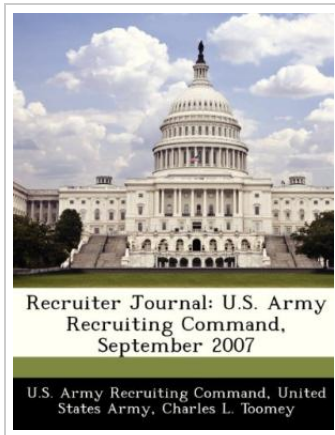 Recruiter Journal: U.S. Army
Recruiting Command,
September 2007
U.S. Army Recruiting Command, United
States Army, Charles L. Toomey